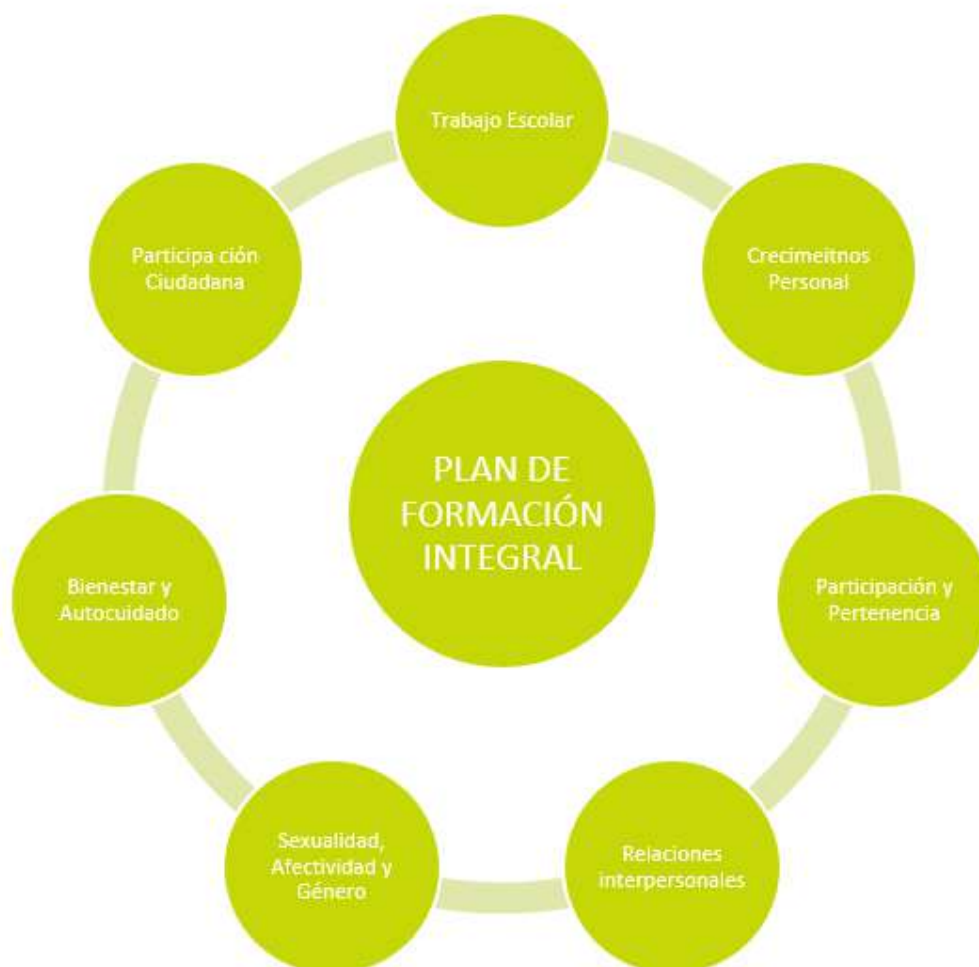 Trabajo Escolar
Crecimeitnos
Personal
Participación y
Pertenencia
Relaciones
interpersonales
Sexualidad,
Afectividad y
Género
Bienestar y
Autocuidado
Participa ción
Ciudadana
PLAN DE
FORMACIÓN
INTEGRAL